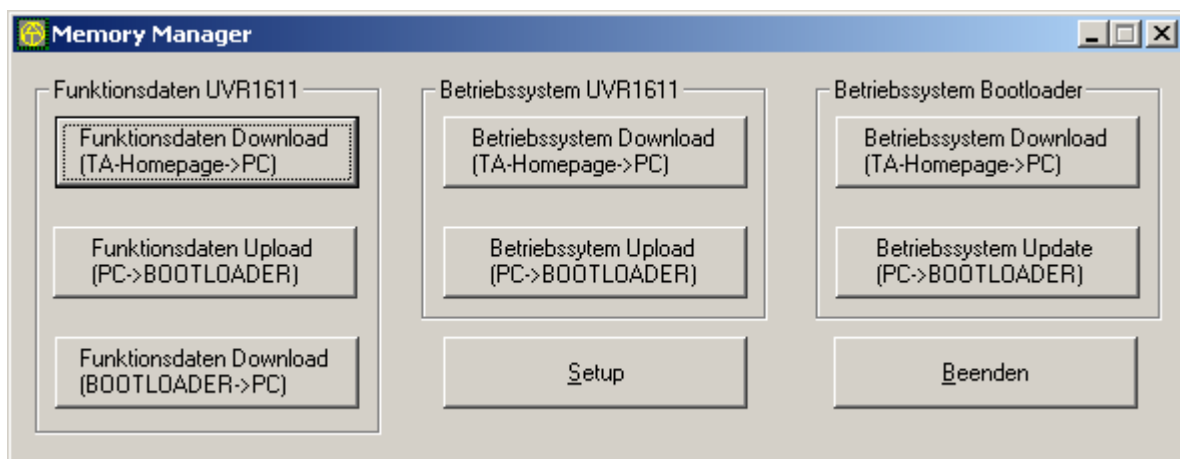 Memory Manager
Funktionsdaten UVR1611
Funktionsdaten Download
(TA-Homepage->PC)
Funktionsdaten Upload
(PC->BOOTLOADER)
Funktionsdaten Download
(BOOTLOADER->PC)
Betriebssystem UVR1611
Betriebssystem Download
(TA-Homepage->PC)
Betriebssytem Upload
(PC->BOOTLOADER)
Setup
Betriebssystem Bootloader
Betriebssystem Download
(TA-Homepage->PC)
Betriebssystem Update
(PC->BOOTLOADER)
Beenden